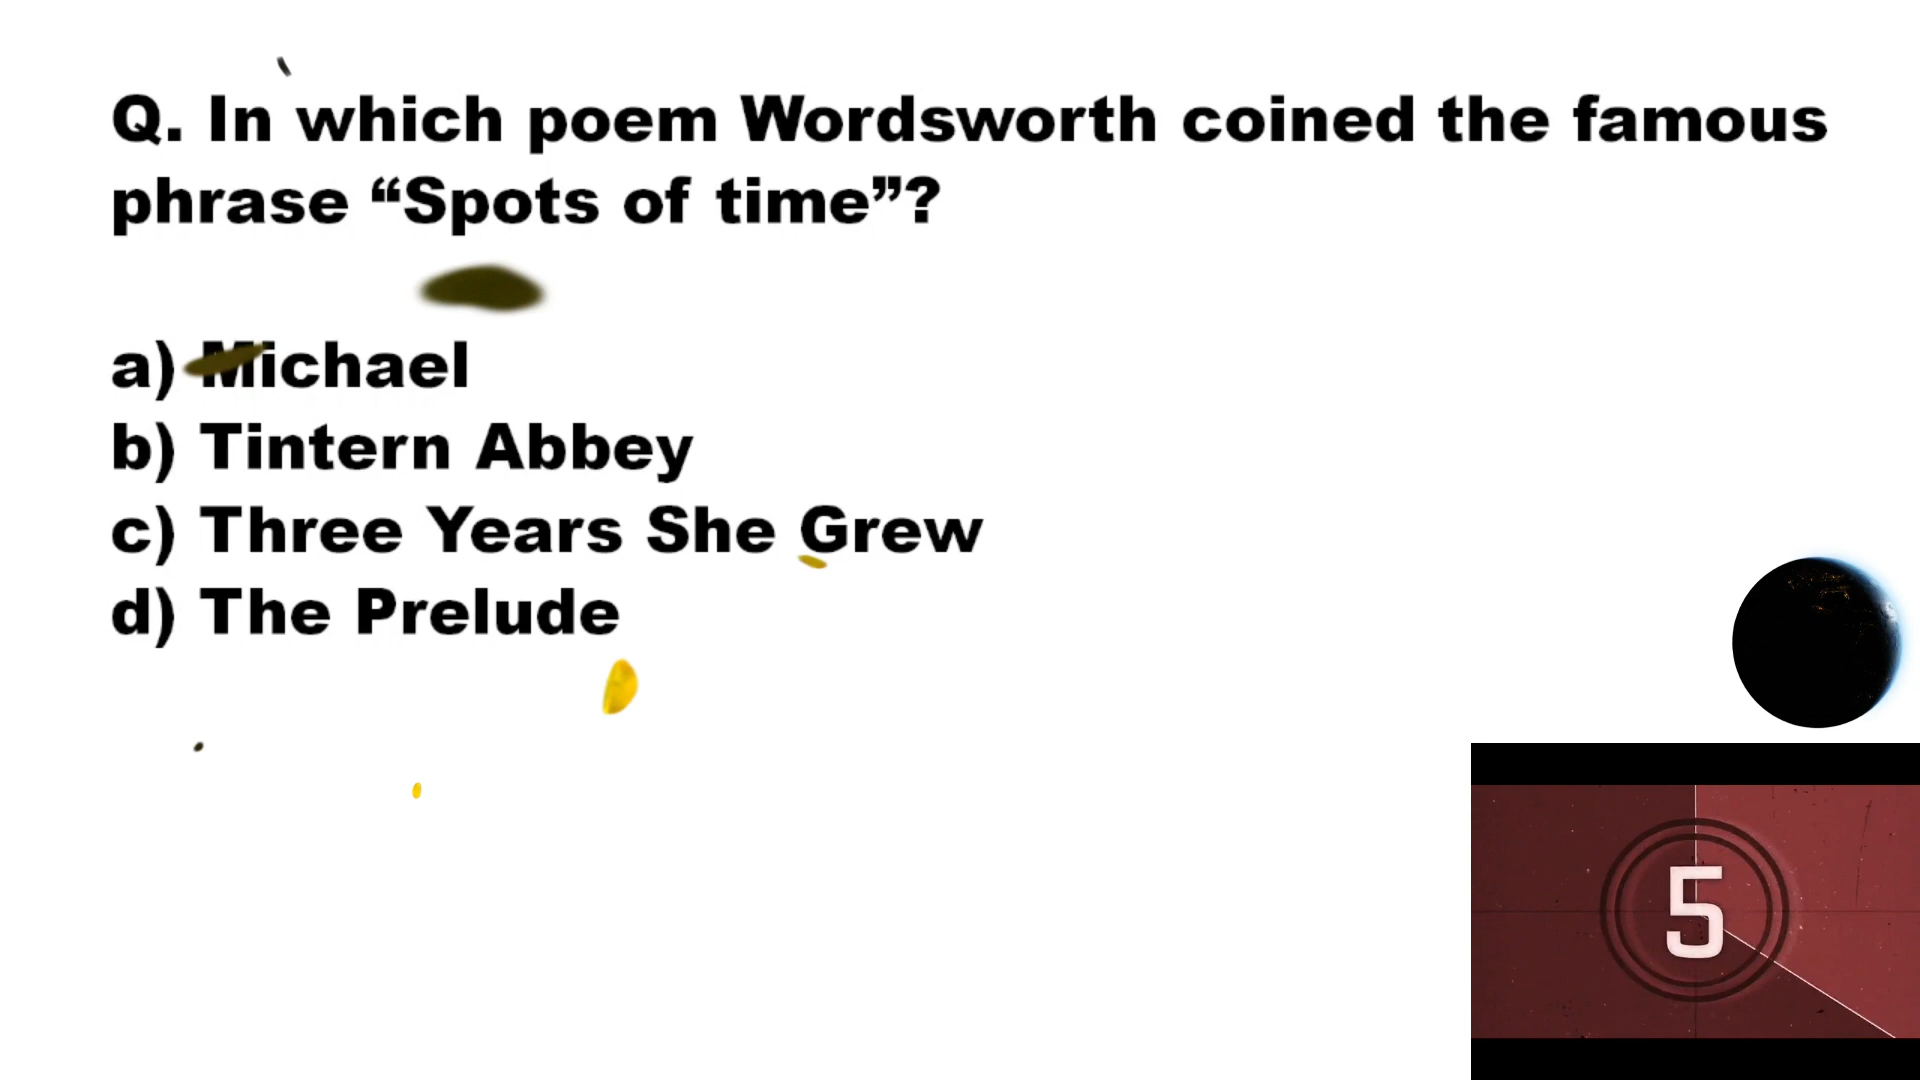 Q. In which poem Wordsworth coined the famous
phrase “Spots of time”?
a) Michael
b) Tintern Abbey
c) Three Years She Grew
d) The Prelude
5